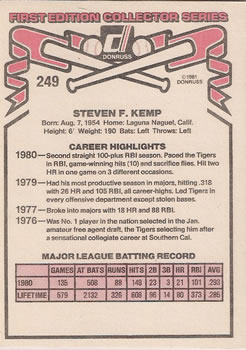 FIRST EDITION COLLECTOR SERIES
DONRUSS
249
©1981
DONRUSS
STEVEN F. KEMP
Born: Aug. 7, 1954 Home: Laguna Neguel, Calif.
Height: 6' Weight: 190 Bats: Left Throws: Left
CAREER HIGHLIGHTS
1980— Second straight 100-plus RBI season. Paced the Tigers
in RBI, game-winning hits (10) and sacrifice flies. Hit two
HR in one game on 3 different occasions.
1979— Had his most productive season in majors, hitting .318
with 26 HR and 105 RBI, all career-highs. Led Tigers in
every offensive department except stolen bases.
1977— Broke into majors with 18 HR and 88 RBI.
1976— Was No. 1 player in the nation selected in the Jan.
amateur free agent draft, the Tigers selecting him after
a sensational collegiate career at Southern Cal.
MAJOR LEAGUE BATTING RECORD
GAMES AT BATS RUNS HITS 2B 3B HR RBI AVG.
1980 135 508 88 148 23 3 21 101 .293
LIFETIME 579 2132 326 608 96 14 80 373 .285